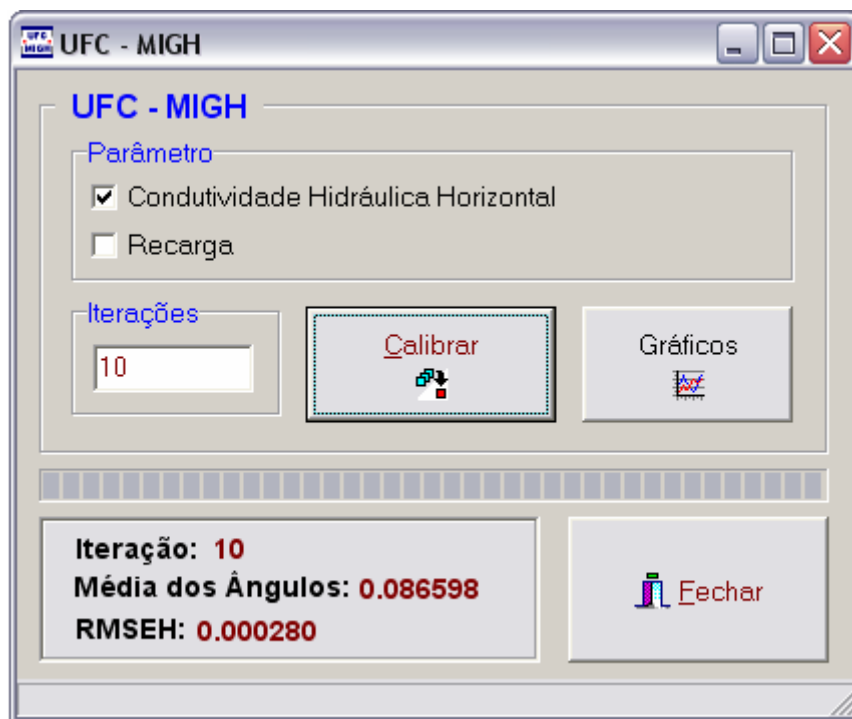 UFC - MIGH
UFC - MIGH
Parâmetro
Condutividade Hidráulica Horizontal
Recarga
Iterações
10
Calibrar
Gráficos
Iteração: 10
Média dos Ângulos: 0.086598
RMSEH: 0.000280
Fechar